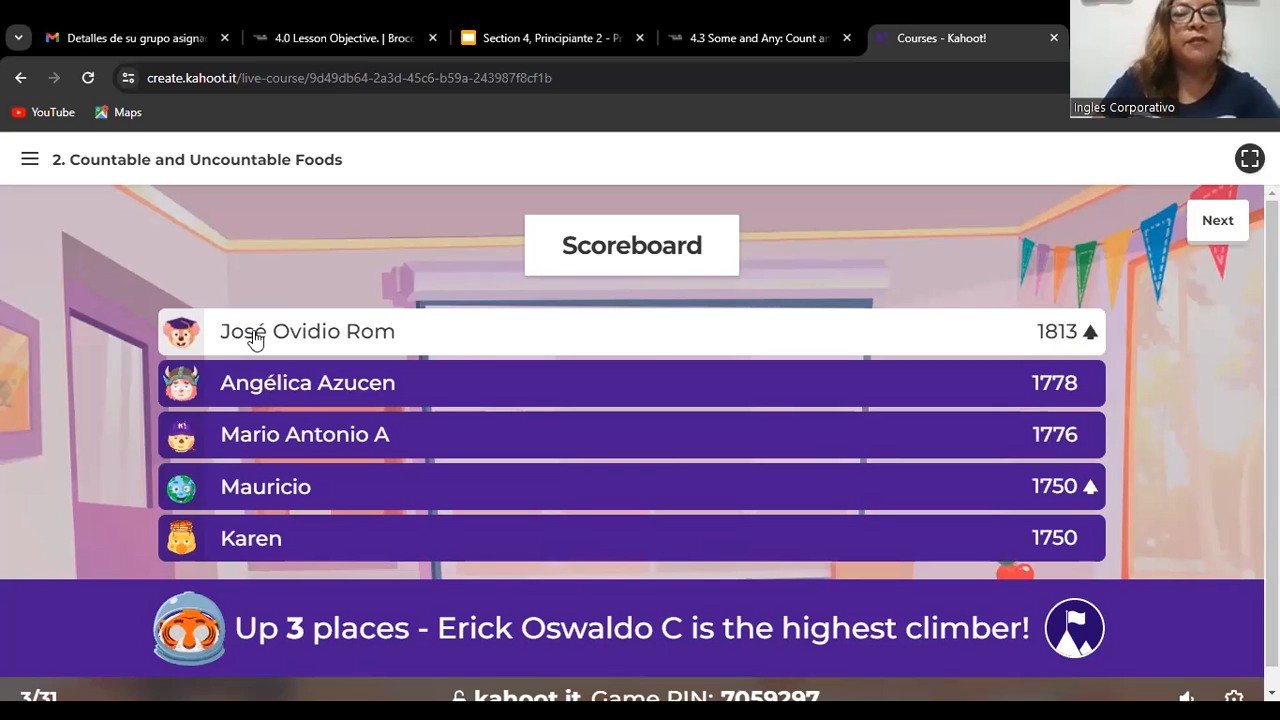 Detalles de su grupo asigna
4.0 Lesson Objective. | Broc
Section 4, Principiante 2 - Pr
4.3 Some and Any: Count an
Courses - Kahoot!
create.kahoot.it/live-course/9d49db64-2a3d-45c6-b59a-243987f8cf1b
YouTube
Maps
Ingles Corporativo
2. Countable and Uncountable Foods
Next
Scoreboard
José Ovidio Rom 1813
Angélica Azucen 1778
Mario Antonio A 1776
Mauricio 1750
Karen 1750
Up 3 places - Erick Oswaldo C is the highest climber!
3/31
kahoot.it Game PIN: 7059297